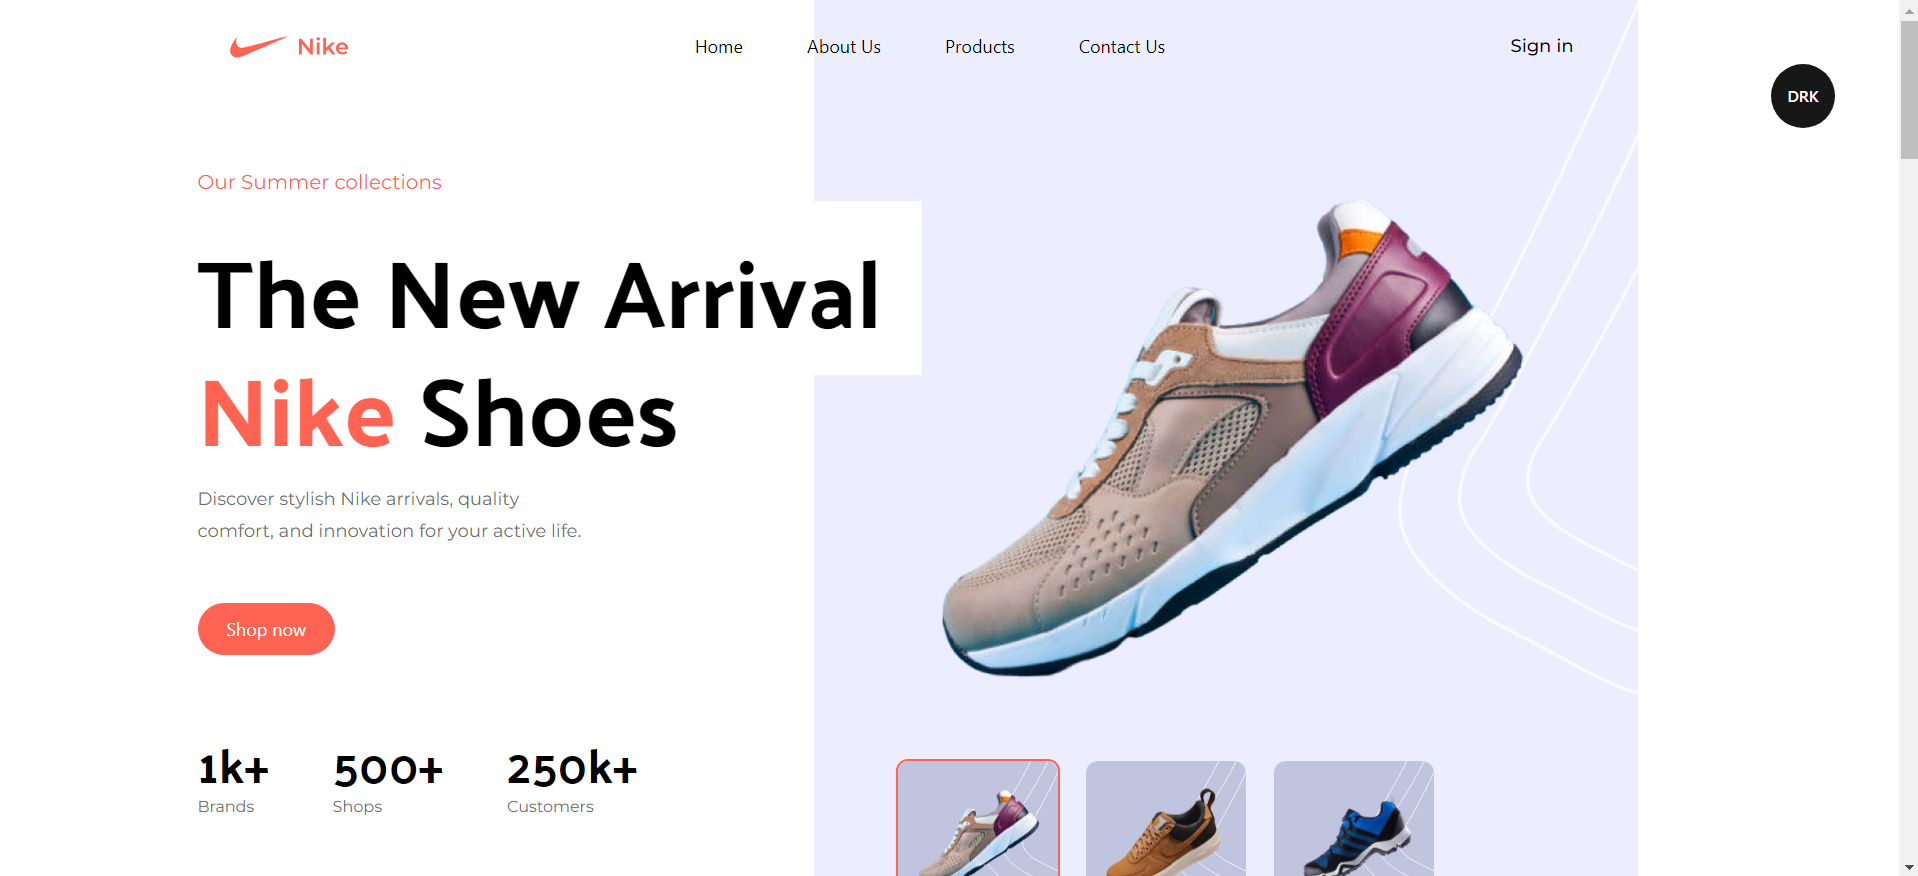 Nike
Home
About Us
Products
Contact Us
Sign in
DRK
Our Summer collections
The New Arrival
Nike Shoes
Discover stylish Nike arrivals, quality
comfort, and innovation for your active life.
Shop now
1k+
Brands
500+
Shops
250k+
Customers